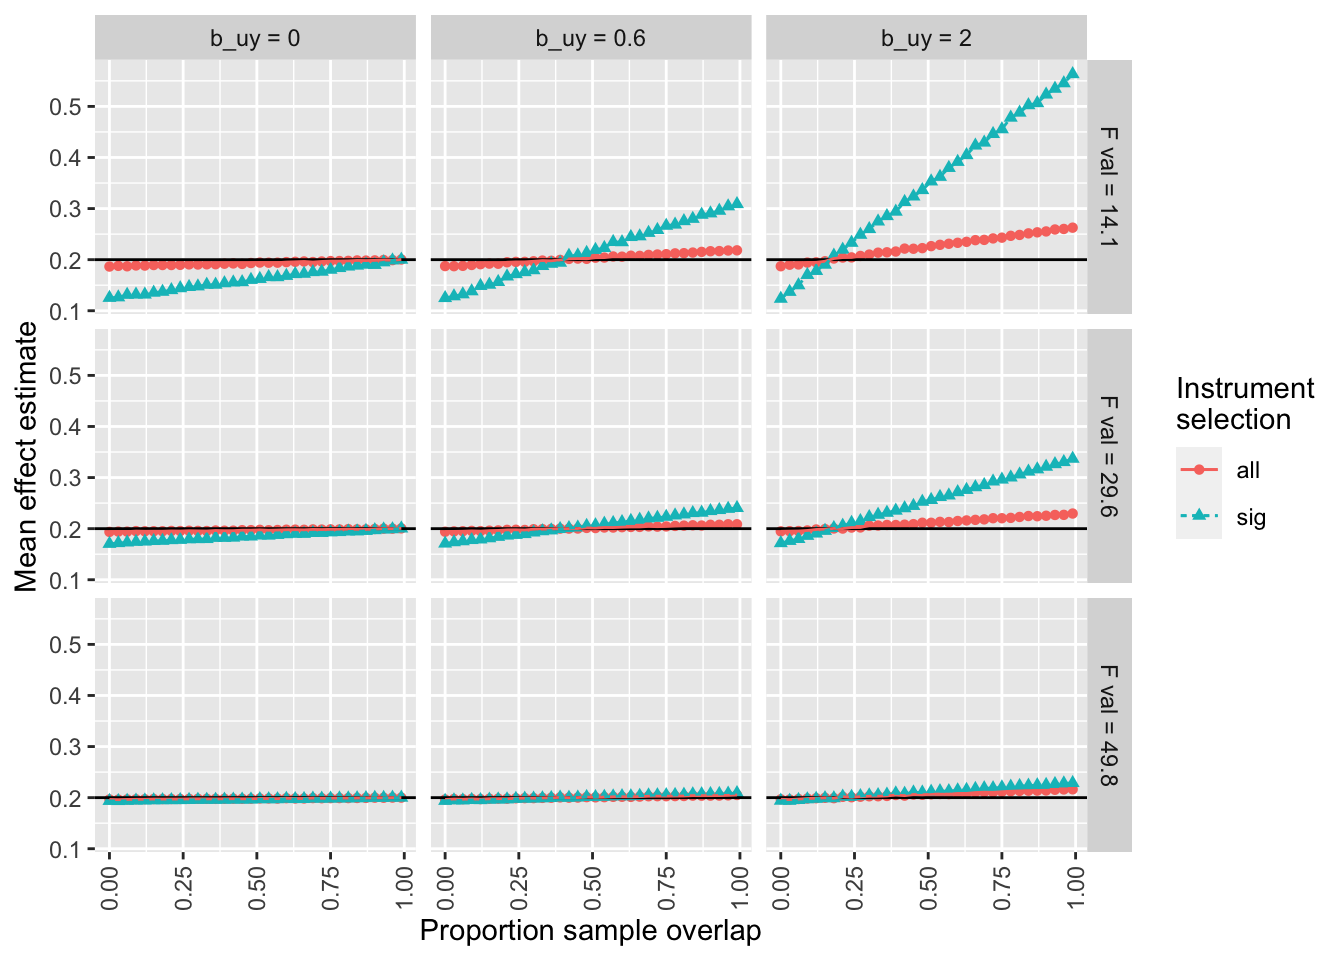 b_uy = 0
b_uy = 0.6
b_uy = 2
0.5
0.4
0.3
0.2
0.1
F val = 14.1
0.5
0.4
0.3
0.2
0.1
F val = 29.6
0.5
0.4
0.3
0.2
0.1
F val = 49.8
Mean effect estimate
0.00
0.25
0.50
0.75
1.00
0.00
0.25
0.50
0.75
1.00
0.00
0.25
0.50
0.75
1.00
Proportion sample overlap
Instrument
selection
all
sig